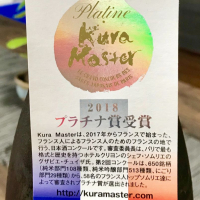 Platine
Kura
Master
2018
プラチナ賞受賞
Kura Masterは、2017年からフランスで始まった、
フランス人によるフランス人のためのフランスの地で
行う、日本酒コンクールです。審査委員長は、パリで最も
格式と歴史を持つホテルクリヨンのシェフ・ソムリエの
グザビエ・チュイザ氏。第2回コンクールは、650銘柄
(純米部門108種類、純米吟醸部門513種類、にごり
部門29種類)から、58名のフランス人トップソムリエ達に
よって審査されプラチナ賞が選出されました。
http://kuramaster.com